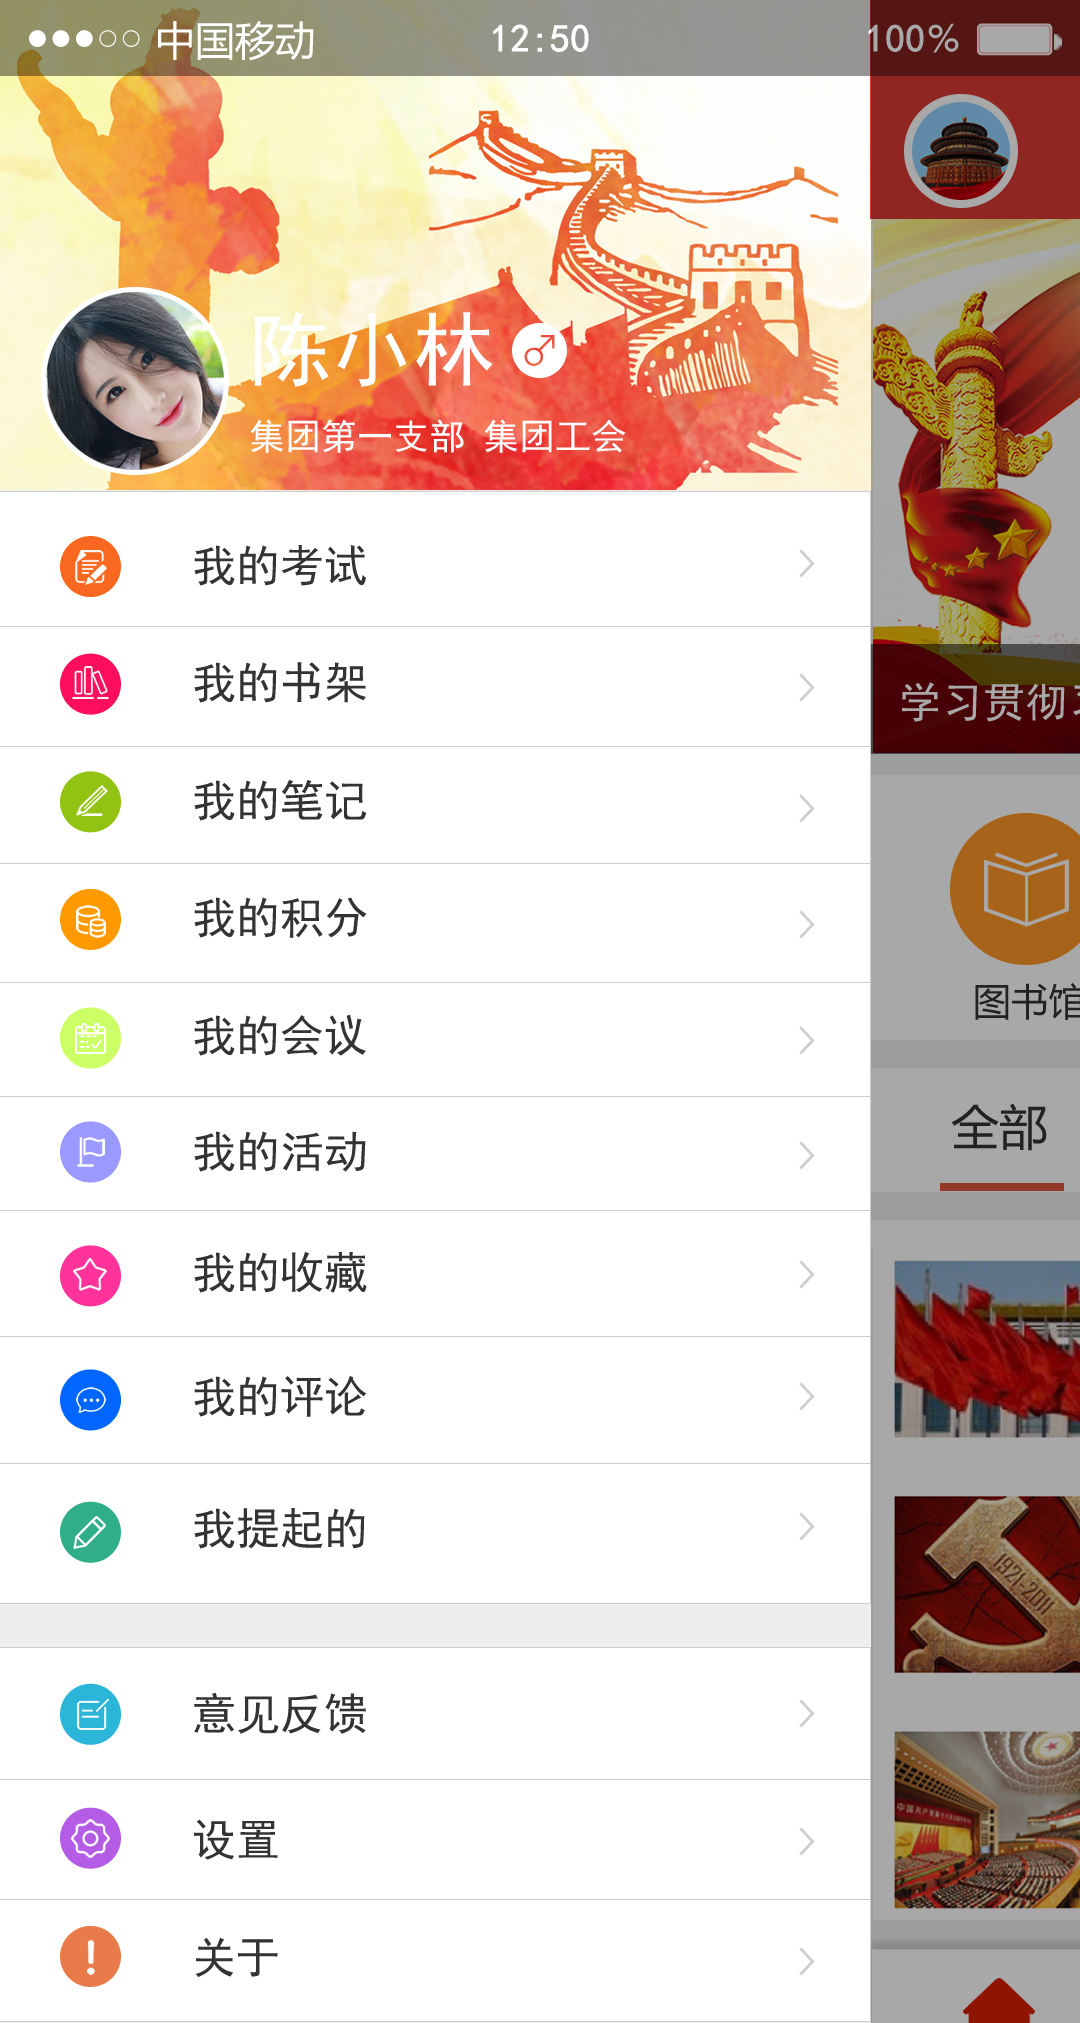 中国移动 12:50 100%
陈小林
集团第一支部 集团工会
我的考试
我的书架
我的笔记
我的积分
我的会议
我的活动
我的收藏
我的评论
我提起的
意见反馈
设置
关于
学习贯彻
图书馆
全部
1921-2011